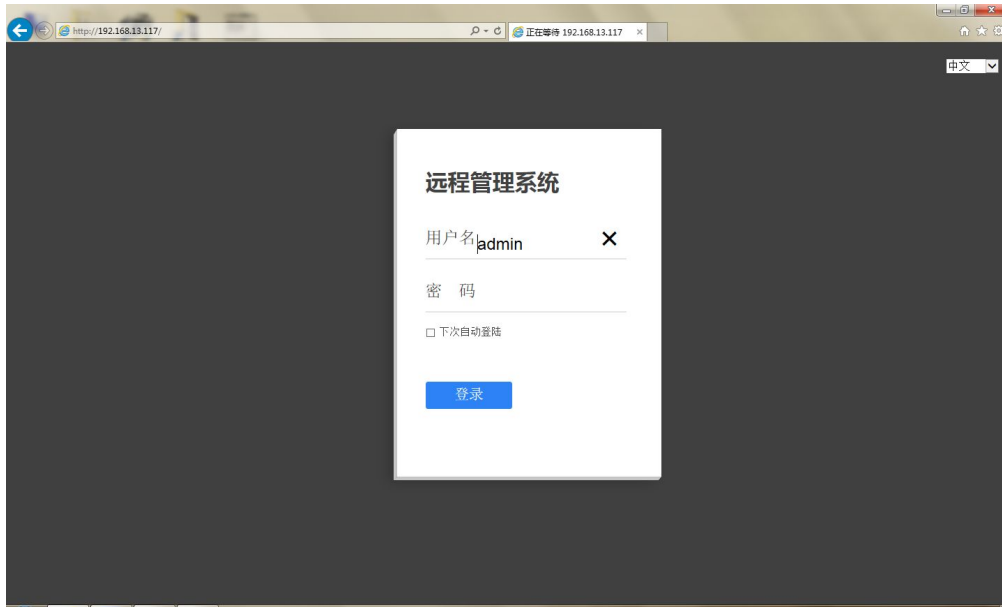 http://192.168.13.117/
正在等待 192.168.13.117
中文
远程管理系统
用户名 admin
密 码
下次自动登陆
登录